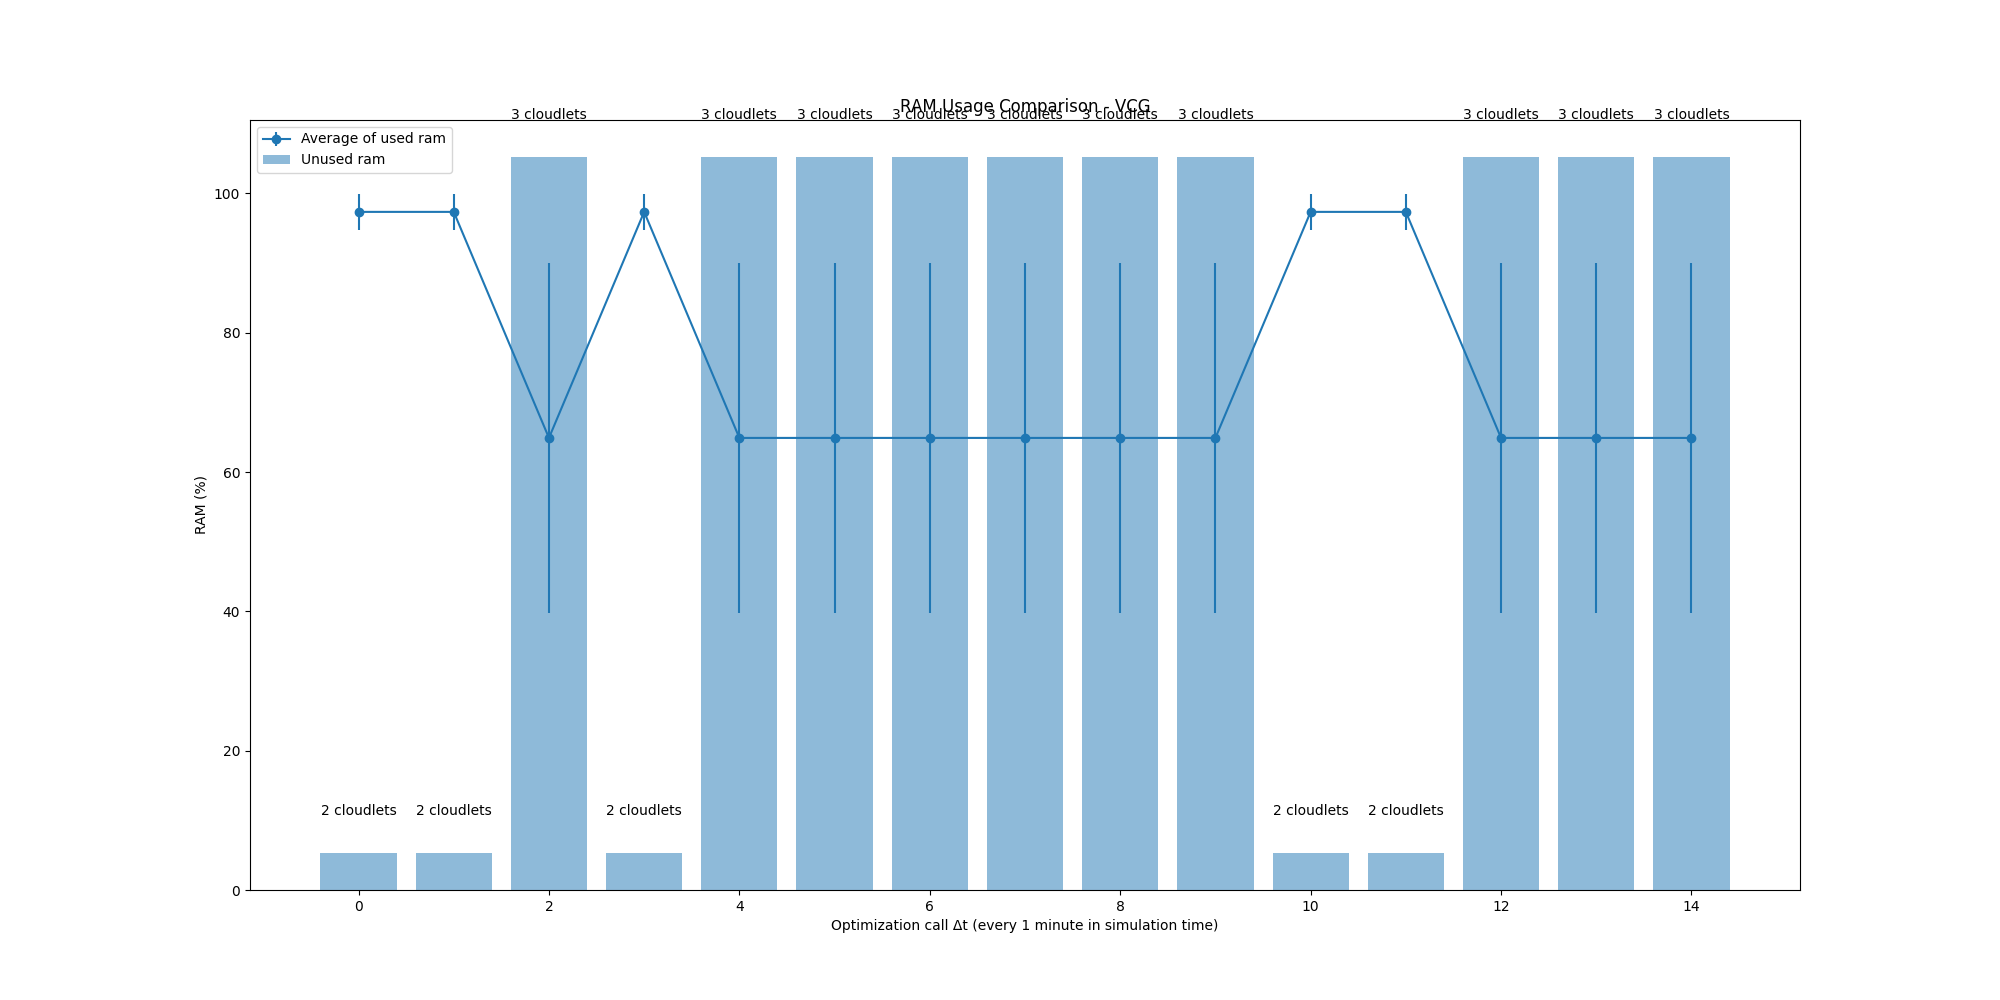 RAM Usage Comparison - VCG
3 cloudlets 3 cloudlets 3 cloudlets 3 cloudlets 3 cloudlets 3 cloudlets 3 cloudlets 3 cloudlets 3 cloudlets 3 cloudlets
Average of used ram
Unused ram
100
80
60
40
20
0
RAM (%)
2 cloudlets 2 cloudlets 2 cloudlets 2 cloudlets 2 cloudlets
0 2 4 6 8 10 12 14
Optimization call Δt (every 1 minute in simulation time)